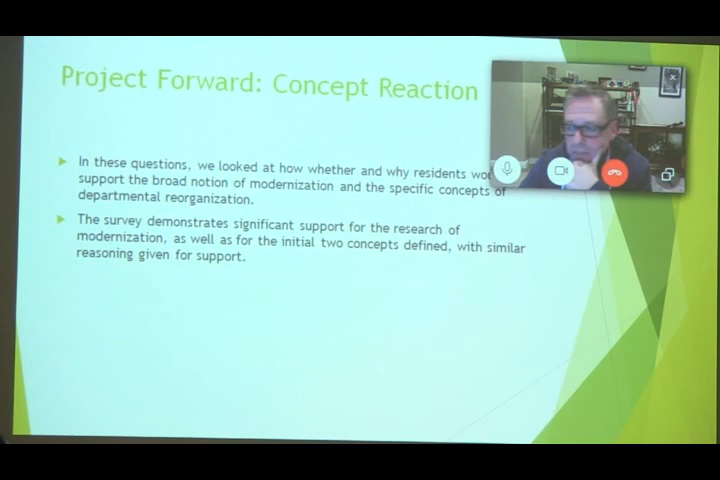 Project Forward: Concept Reaction
In these questions, we looked at how whether and why residents
support the broad notion of modernization and the specific concepts of
departmental reorganization.
The survey demonstrates significant support for the research of
modernization, as well as for the initial two concepts defined, with similar
reasoning given for support.